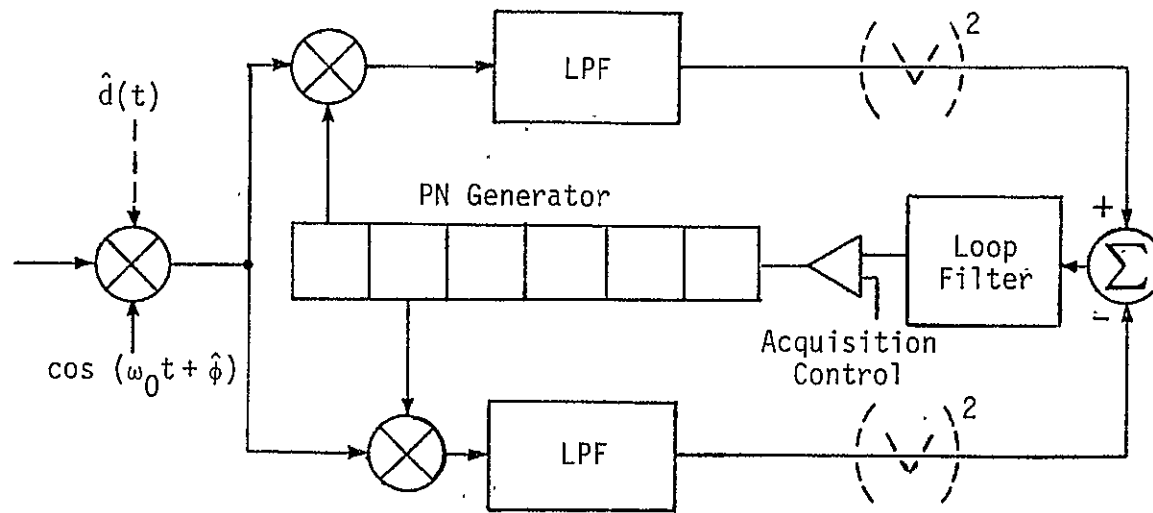 2
2
d̂(t)
LPF
PN Generator
+
Loop
Filter
Σ
Acquisition
Control
cos (ω₀t + φ̂)
LPF